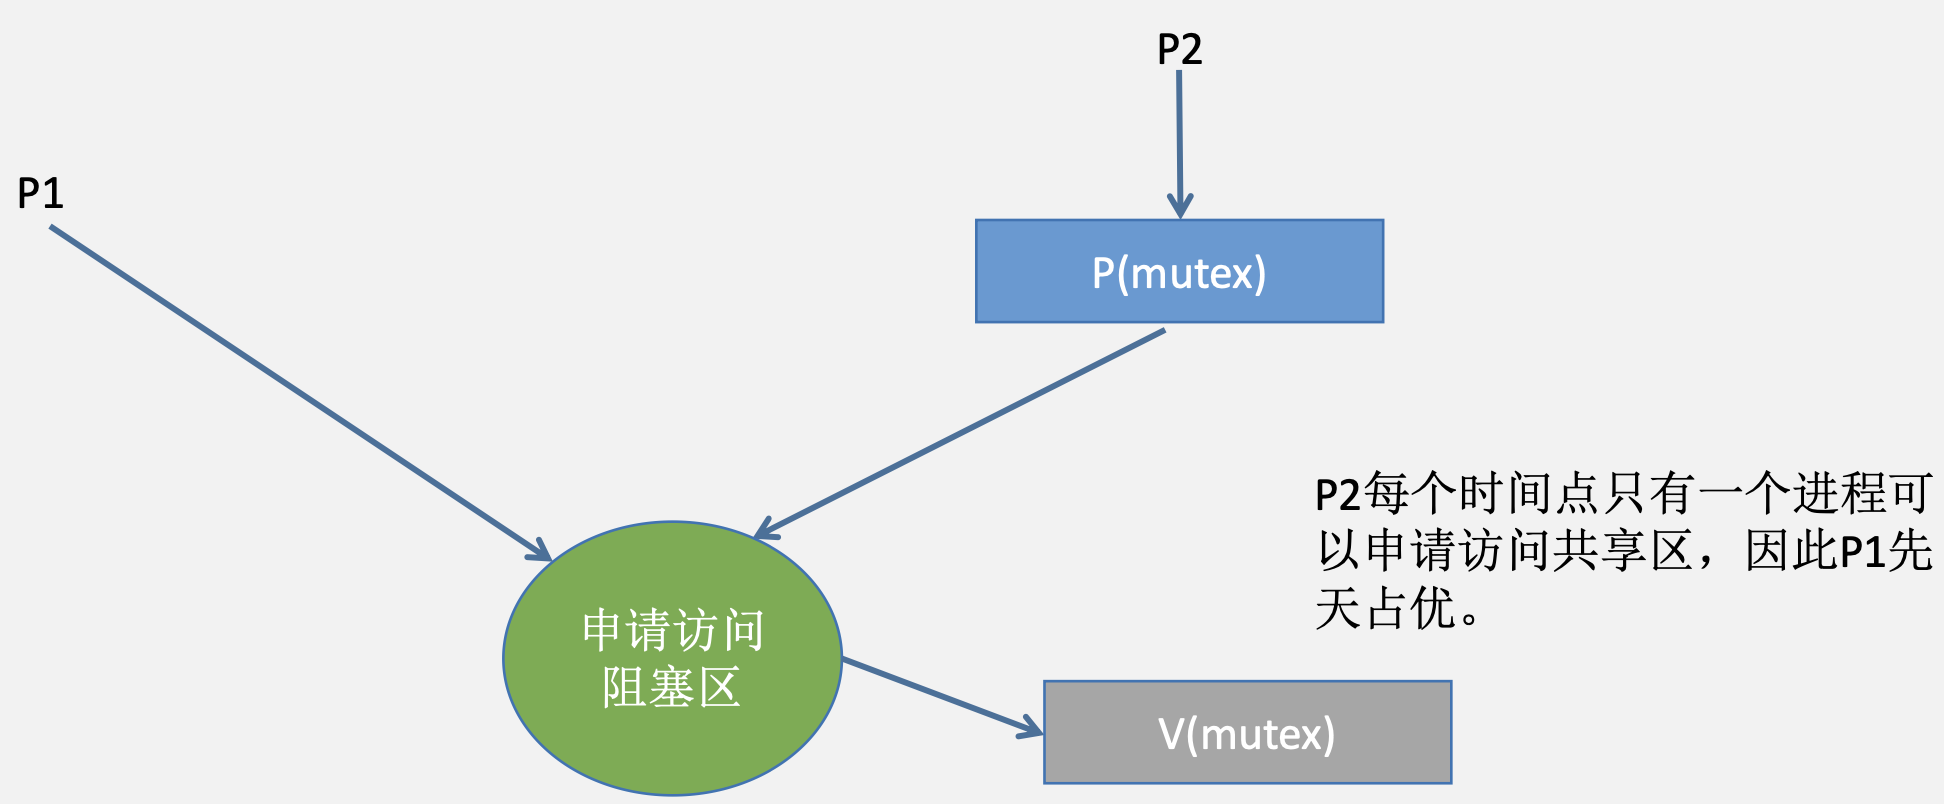 P2
P1
P(mutex)
P2每个时间点只有一个进程可
以申请访问共享区，因此P1先
天占优。
申请访问
阻塞区
V(mutex)